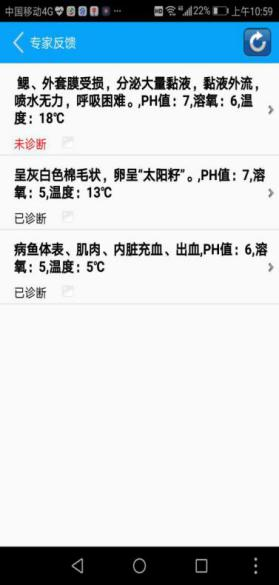 中国移动4G 22% 上午10:59
专家反馈
鳃、外套膜受损，分泌大量黏液，黏液外流，
喷水无力，呼吸困难。,PH值：7,溶氧：6,温
度：18℃
未诊断
呈灰白色棉毛状，卵呈“太阳籽”。,PH值：7,溶
氧：5,温度：13℃
已诊断
病鱼体表、肌肉、内脏充血、出血,PH值：6,溶
氧：5,温度：5℃
已诊断